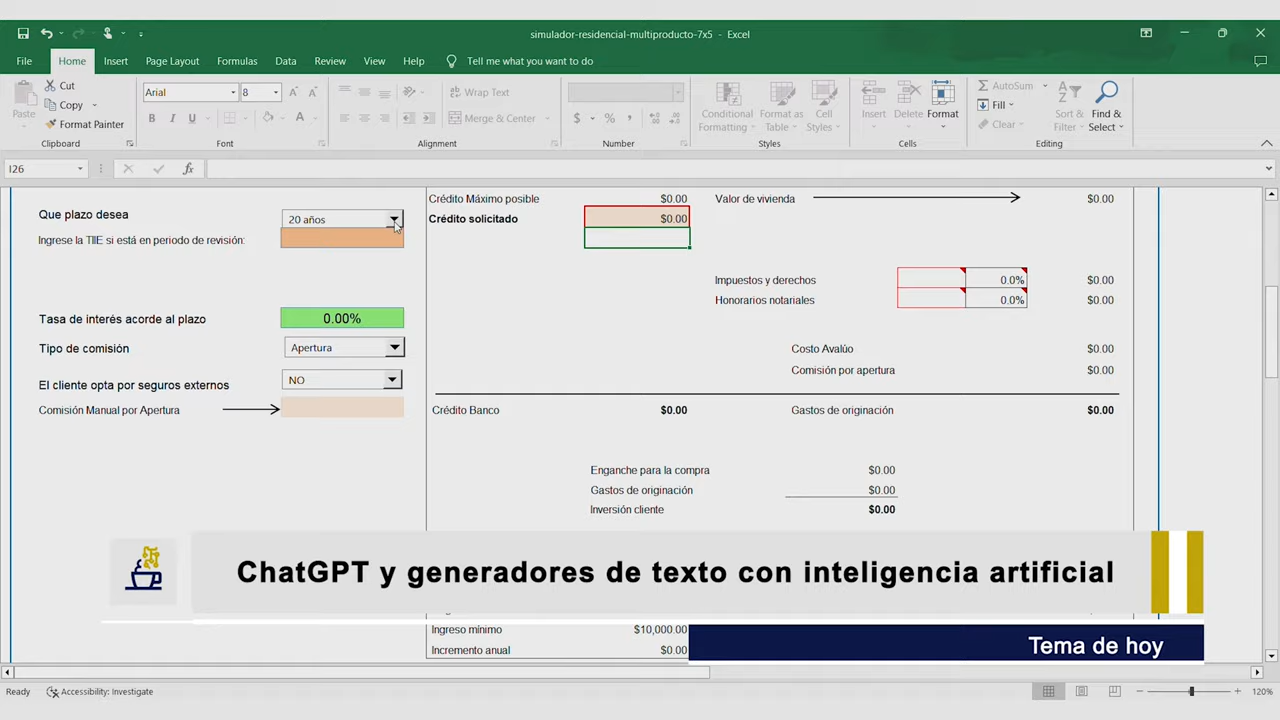 simulador-residencial-multiproducto-7x5 - Excel
File Home Insert Page Layout Formulas Data Review View Help Tell me what you want to do
Paste
Cut
Copy
Format Painter
Clipboard
Arial 8
B I U
Font
Wrap Text
Merge & Center
Alignment
$ % ,
Number
Conditional Formatting
Format as Table
Cell Styles
Styles
Insert
Delete
Format
Cells
AutoSum
Fill
Clear
Sort & Filter
Find & Select
Editing
I26
fx
Que plazo desea
20 años
Ingrese la TIIE si está en periodo de revisión:
Tasa de interés acorde al plazo 0.00%
Tipo de comisión Apertura
El cliente opta por seguros externos NO
Comisión Manual por Apertura
Crédito Máximo posible $0.00 Valor de vivienda $0.00
Crédito solicitado $0.00
Impuestos y derechos 0.0% $0.00
Honorarios notariales 0.0% $0.00
Costo Avalúo $0.00
Comisión por apertura $0.00
Crédito Banco $0.00 Gastos de originación $0.00
Enganche para la compra $0.00
Gastos de originación $0.00
Inversión cliente $0.00
ChatGPT y generadores de texto con inteligencia artificial
Ingreso mínimo $10,000.00
Tema de hoy
Incremento anual $0.00
Ready Accessibility: Investigate 120%